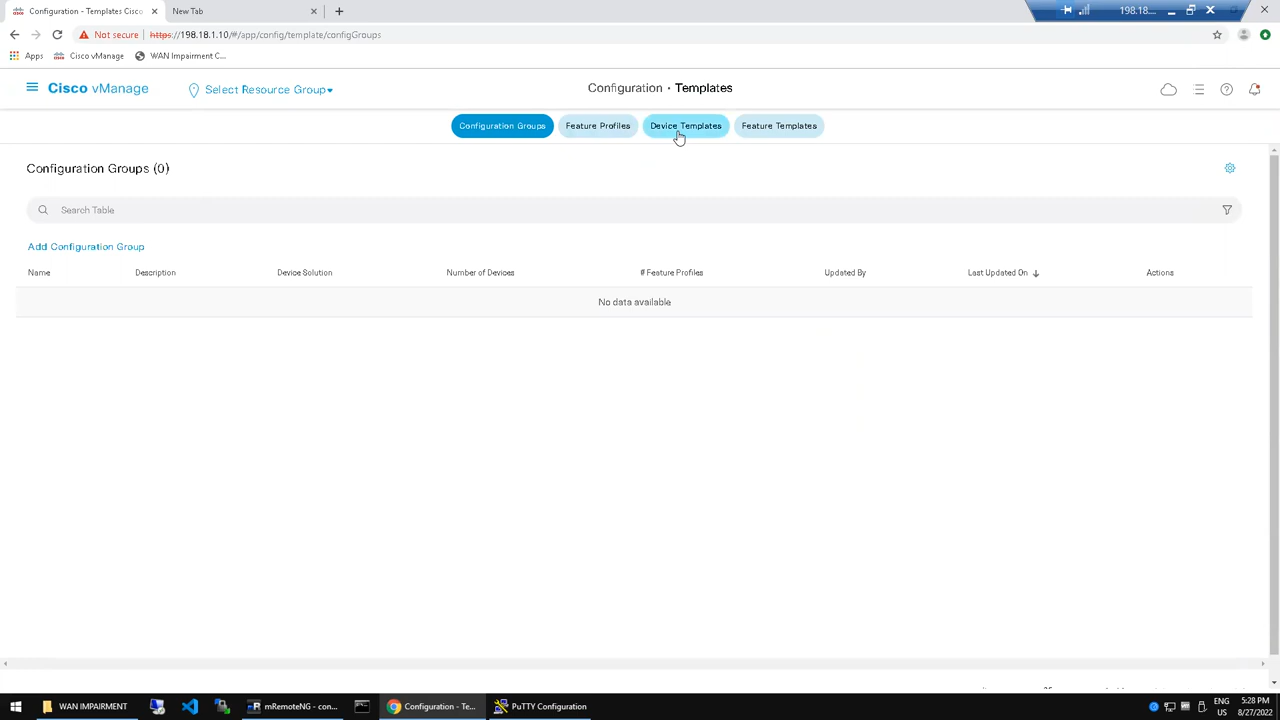 Configuration - Templates Cisco
New Tab
198.18....
Not secure
https://198.18.1.10/#/app/config/template/configGroups
Apps
Cisco vManage
WAN Impairment C...
Cisco vManage
Select Resource Group
Configuration · Templates
Configuration Groups
Feature Profiles
Device Templates
Feature Templates
Configuration Groups (0)
Search Table
Add Configuration Group
Name
Description
Device Solution
Number of Devices
# Feature Profiles
Updated By
Last Updated On
Actions
No data available
WAN IMPAIRMENT
mRemoteNG - con...
Configuration - Te...
PuTTY Configuration
ENG
US
5:28 PM
8/27/2022